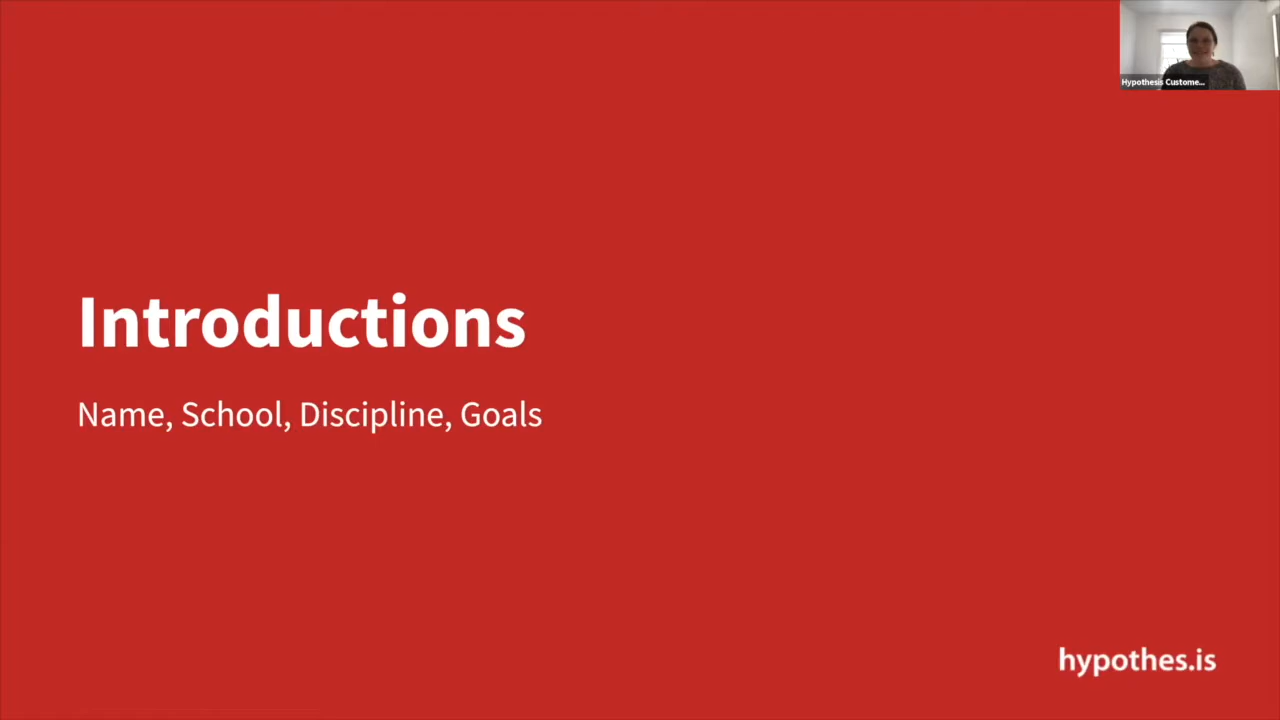 Hypothesis Custome...
Introductions
Name, School, Discipline, Goals
hypothes.is